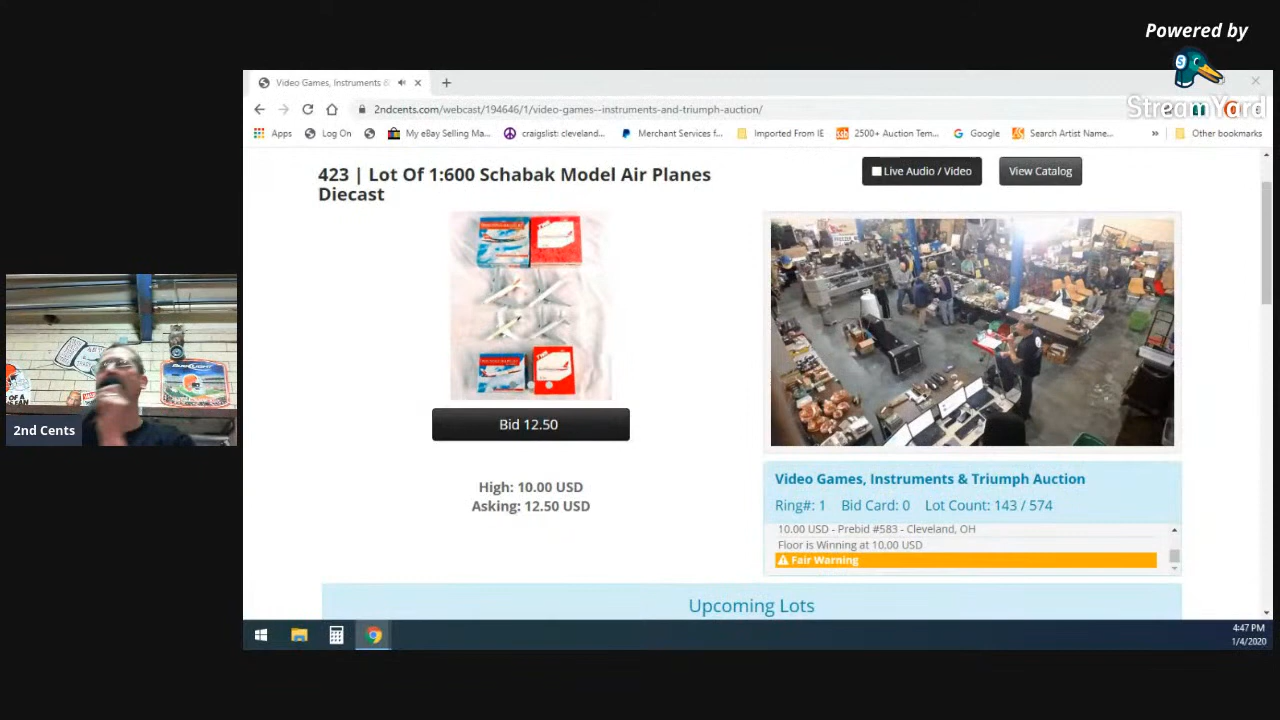 Powered by
StreamYard
Video Games, Instruments &
2ndcents.com/webcast/194646/1/video-games--instruments-and-triumph-auction/
Apps
Log On
My eBay Selling Ma...
craigslist: cleveland...
Merchant Services f...
Imported From IE
2500+ Auction Tem...
Google
Search Artist Name...
»
Other bookmarks
423 | Lot Of 1:600 Schabak Model Air Planes
Diecast
Live Audio / Video
View Catalog
Bid 12.50
High: 10.00 USD
Asking: 12.50 USD
Video Games, Instruments & Triumph Auction
Ring#: 1 Bid Card: 0 Lot Count: 143 / 574
10.00 USD - Prebid #583 - Cleveland, OH
Floor is Winning at 10.00 USD
Fair Warning
Upcoming Lots
2nd Cents
4:47 PM
1/4/2020